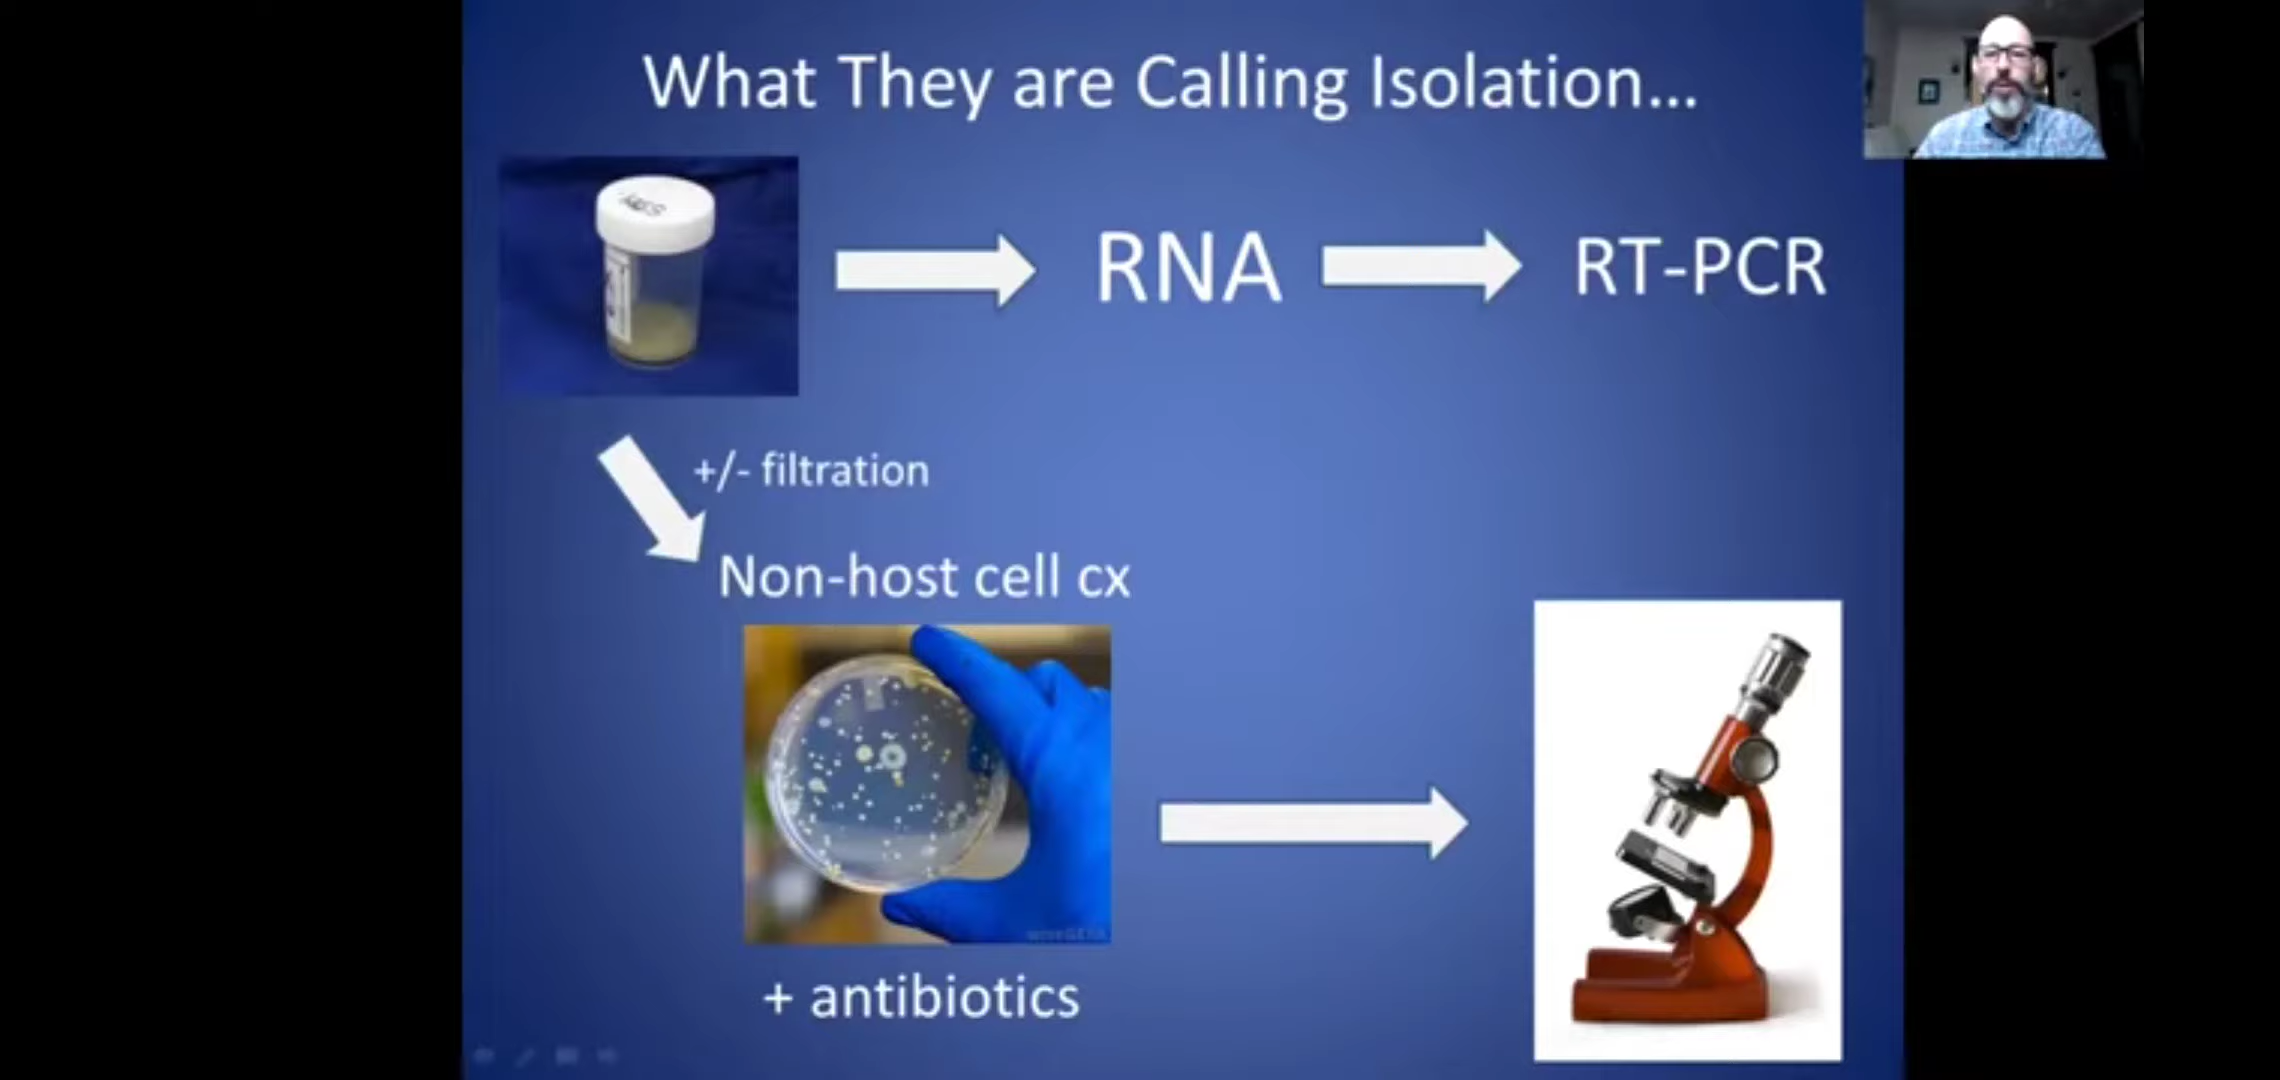 What They are Calling Isolation...
RNA
RT-PCR
+/- filtration
Non-host cell cx
+ antibiotics